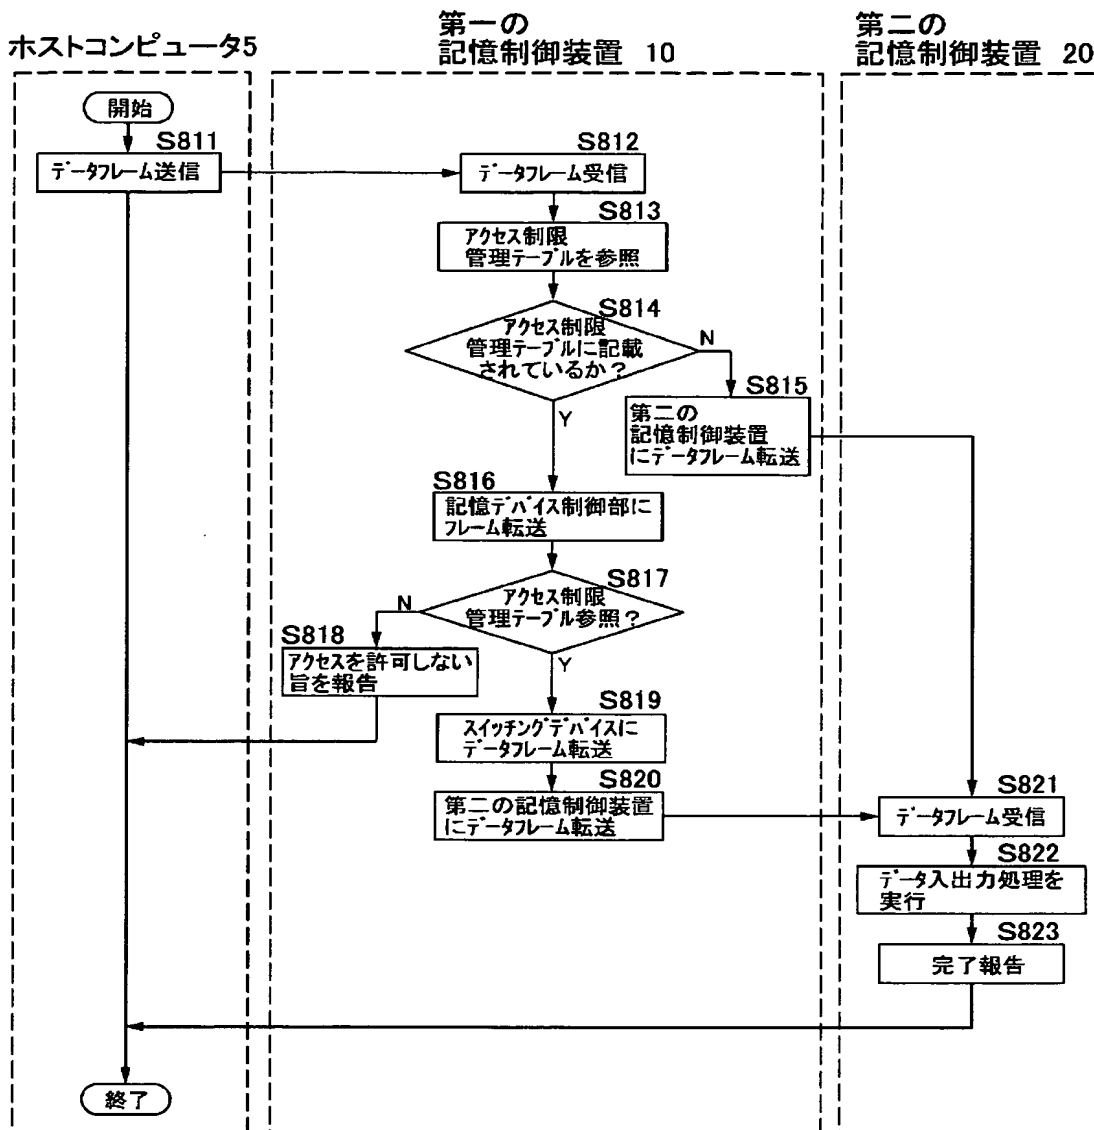 ホストコンピュータ5
第一の
記憶制御装置 10
第二の
記憶制御装置 20
開始
S811
データフレーム送信
S812
データフレーム受信
S813
アクセス制限
管理テーブルを参照
S814
アクセス制限
管理テーブルに記載
されているか？
N
Y
S815
第二の
記憶制御装置
にデータフレーム転送
S816
記憶デバイス制御部に
フレーム転送
S817
アクセス制限
管理テーブル参照？
N
Y
S818
アクセスを許可しない
旨を報告
S819
スイッチングデバイスに
データフレーム転送
S820
第二の記憶制御装置
にデータフレーム転送
S821
データフレーム受信
S822
データ入出力処理を
実行
S823
完了報告
終了